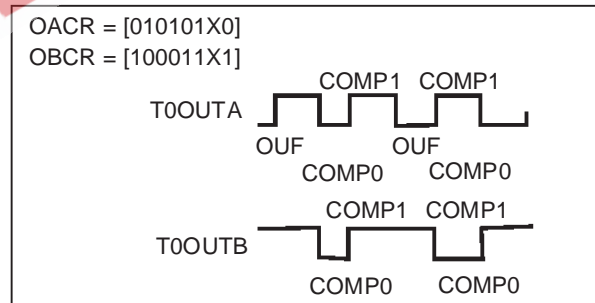 OACR = [010101X0]
OBCR = [100011X1]
COMP1 COMP1
T0OUTA
OUF OUF
COMP0 COMP0
COMP1 COMP1
T0OUTB
COMP0 COMP0